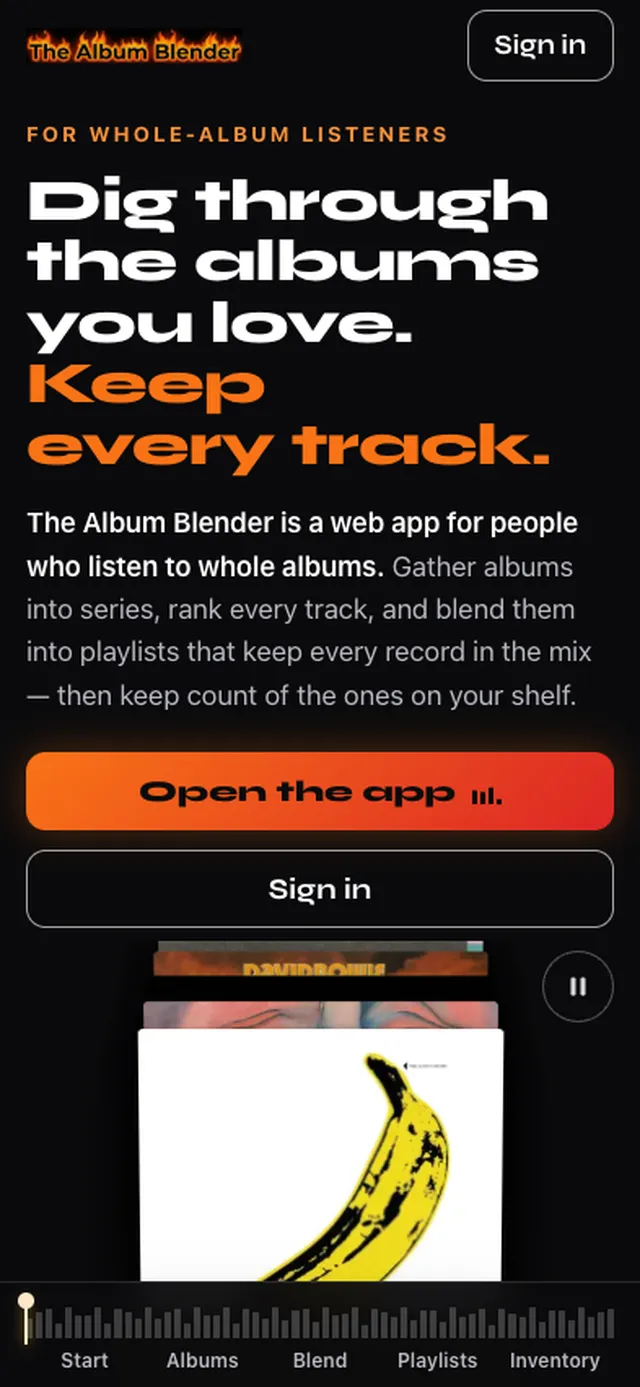 The Album Blender
Sign in
FOR WHOLE-ALBUM LISTENERS
Dig through
the albums
you love.
Keep
every track.
The Album Blender is a web app for people
who listen to whole albums. Gather albums
into series, rank every track, and blend them
into playlists that keep every record in the mix
— then keep count of the ones on your shelf.
Open the app
Sign in
DAVID BOWIE
Start
Albums
Blend
Playlists
Inventory